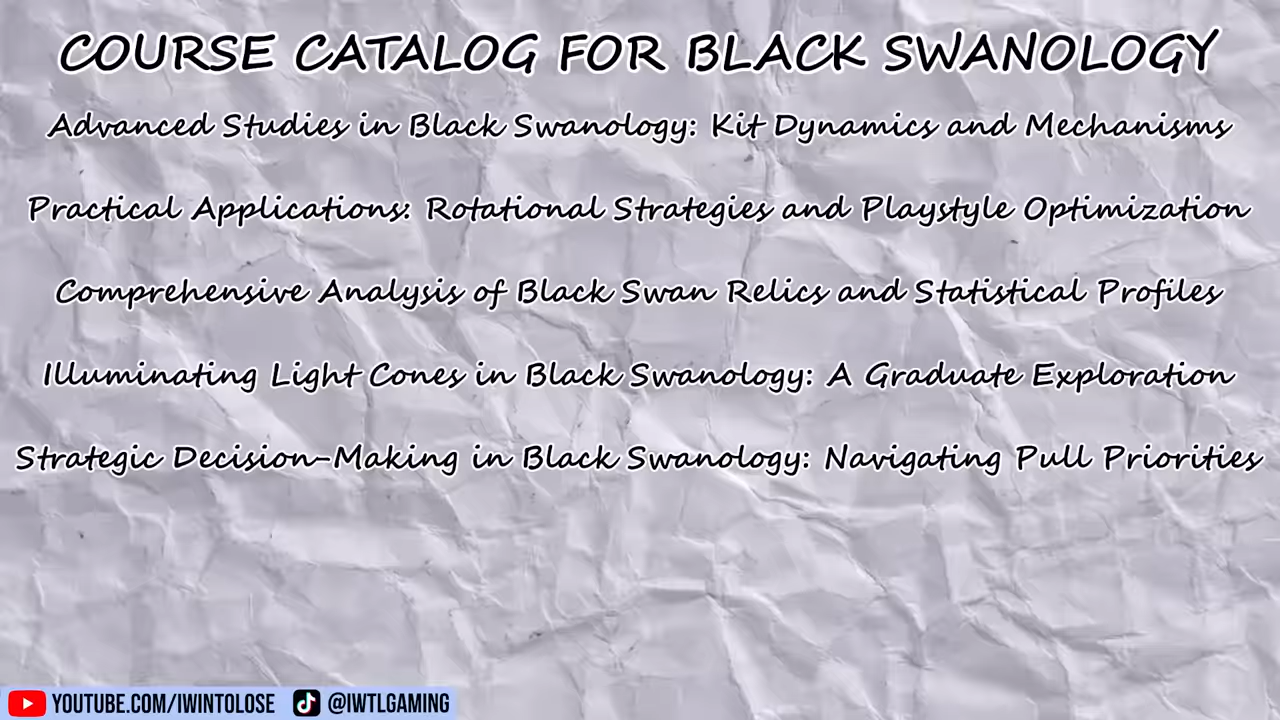 COURSE CATALOG FOR BLACK SWANOLOGY
Advanced Studies in Black Swanology: Kit Dynamics and Mechanisms
Practical Applications: Rotational Strategies and Playstyle Optimization
Comprehensive Analysis of Black Swan Relics and Statistical Profiles
Illuminating Light Cones in Black Swanology: A Graduate Exploration
Strategic Decision-Making in Black Swanology: Navigating Pull Priorities
YOUTUBE.COM/IWINTOLOSE @IWTLGAMING